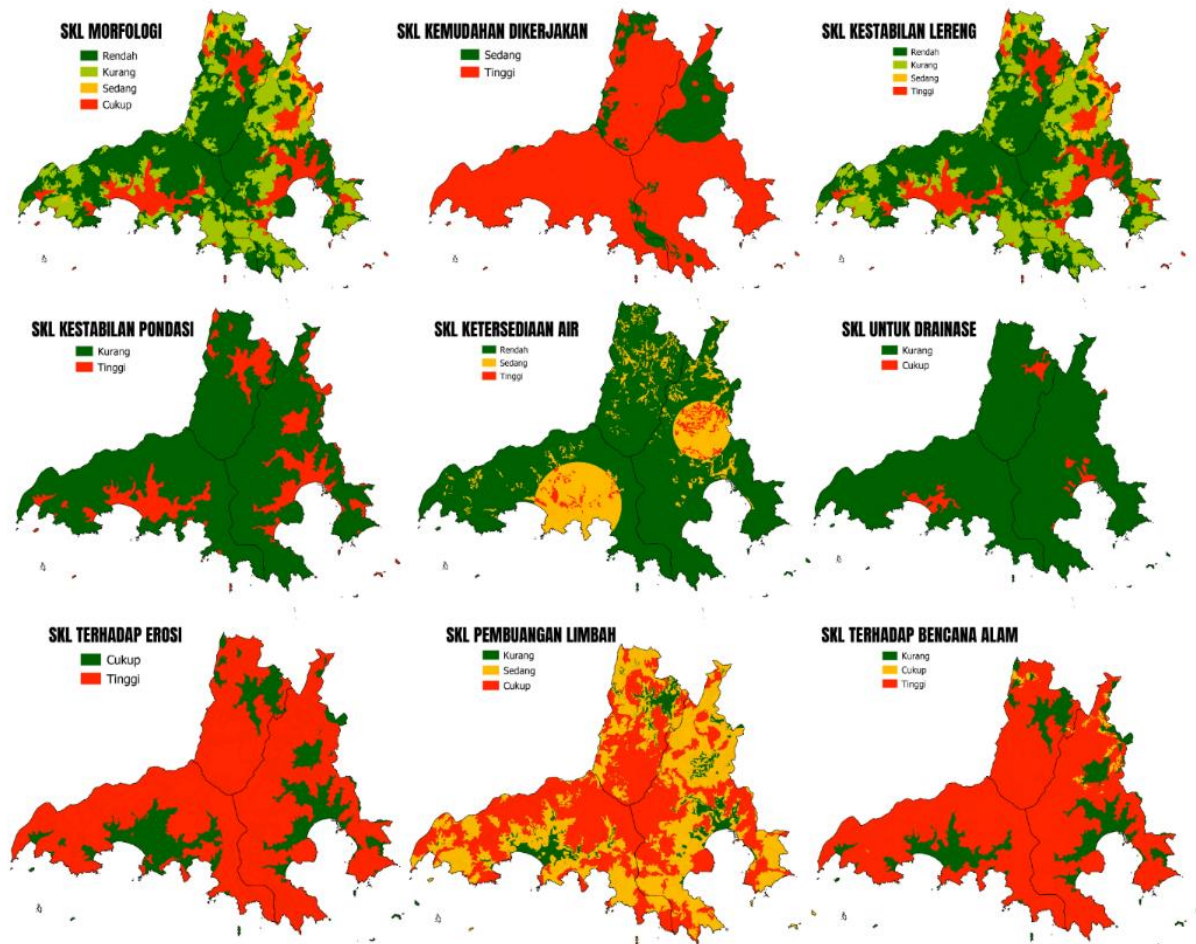 SKL MORFOLOGI
Rendah
Kurang
Sedang
Cukup
SKL KEMUDAHAN DIKERJAKAN
Sedang
Tinggi
SKL KESTABILAN LERENG
Rendah
Kurang
Sedang
Tinggi
SKL KESTABILAN PONDASI
Kurang
Tinggi
SKL KETERSEDIAAN AIR
Rendah
Sedang
Tinggi
SKL UNTUK DRAINASE
Kurang
Cukup
SKL TERHADAP EROSI
Cukup
Tinggi
SKL PEMBUANGAN LIMBAH
Kurang
Sedang
Cukup
SKL TERHADAP BENCANA ALAM
Kurang
Cukup
Tinggi